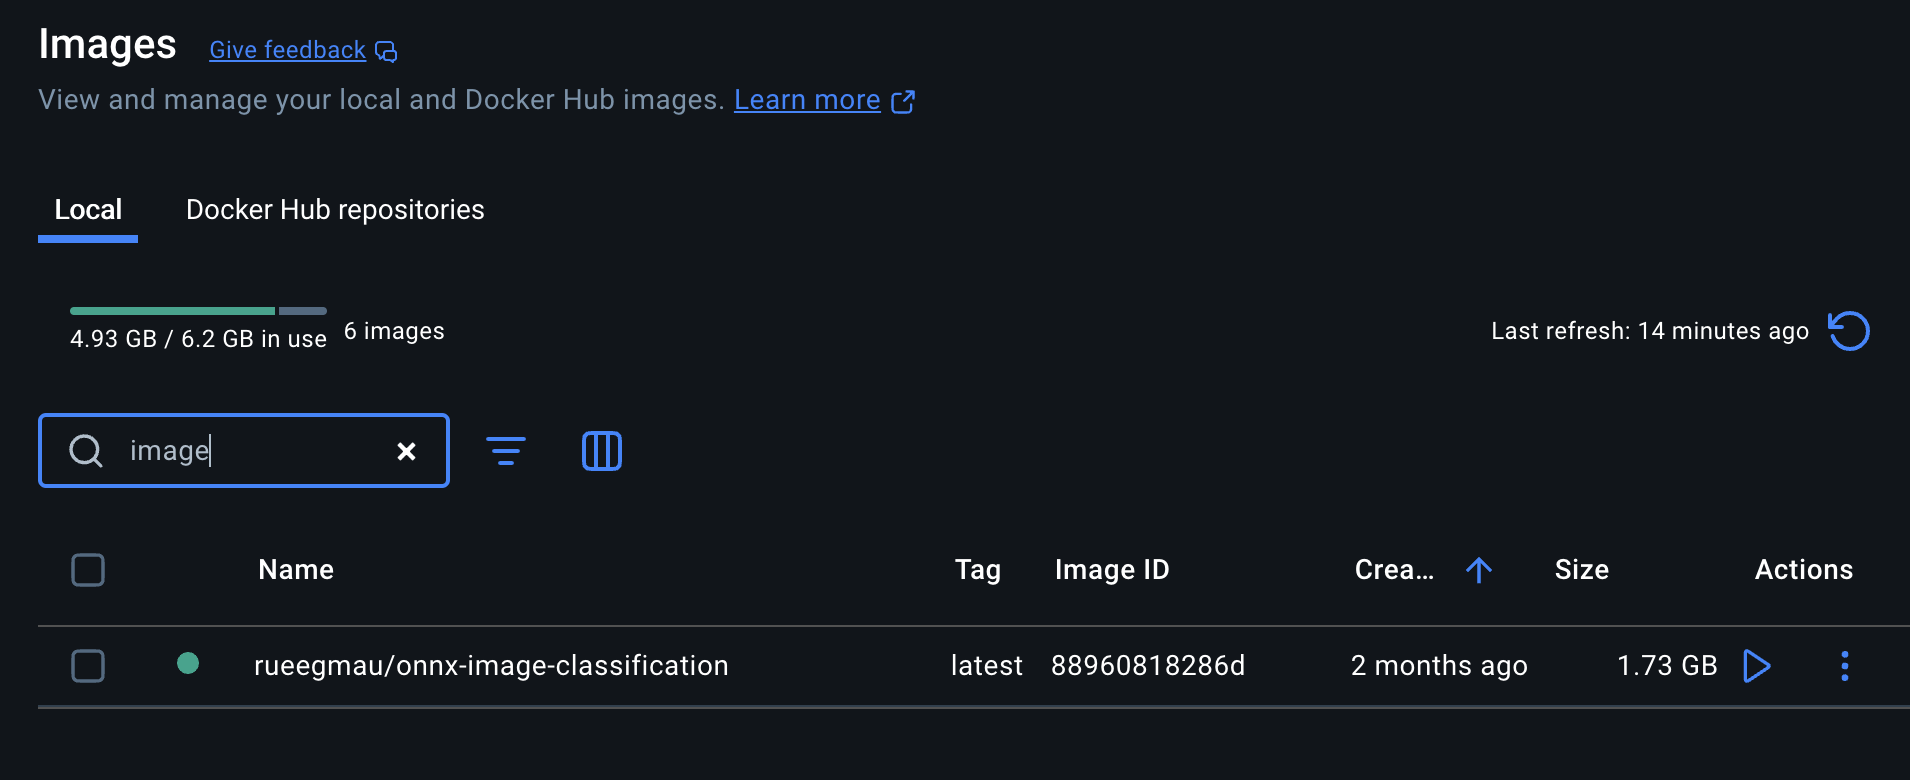 Images Give feedback
View and manage your local and Docker Hub images. Learn more
Local Docker Hub repositories
4.93 GB / 6.2 GB in use 6 images Last refresh: 14 minutes ago
image
Name Tag Image ID Crea... Size Actions
rueegmau/onnx-image-classification latest 88960818286d 2 months ago 1.73 GB